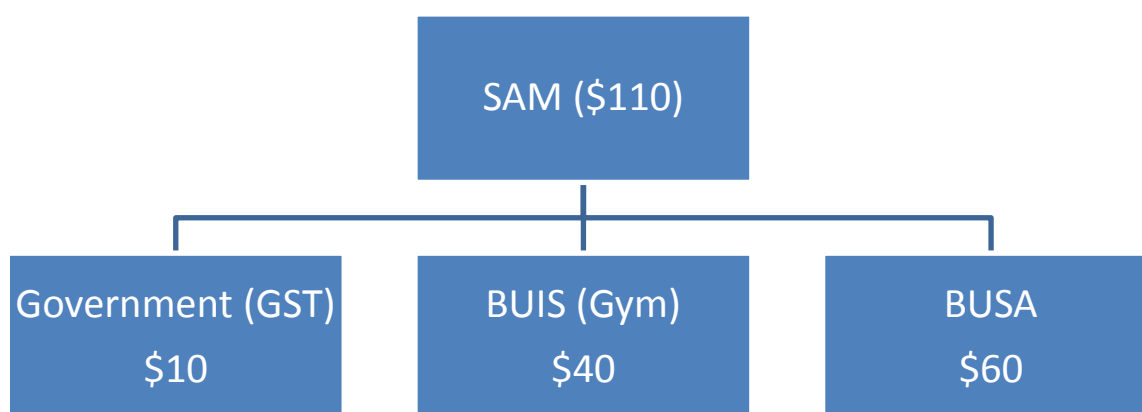 SAM ($110)
Government (GST)
$10
BUIS (Gym)
$40
BUSA
$60